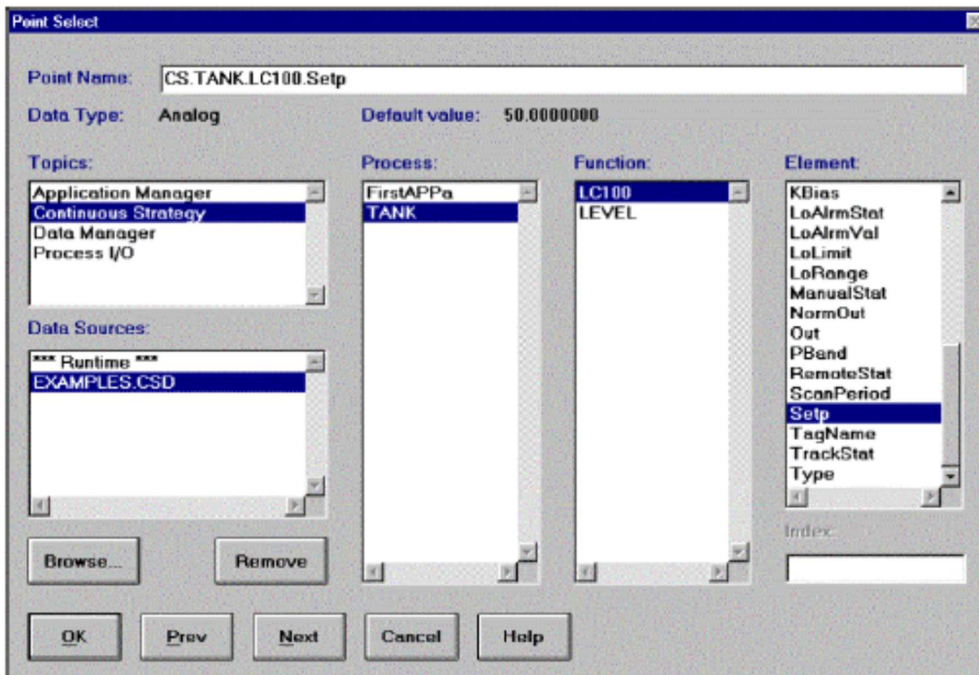 Point Select
Point Name: CS.TANK.LC100.Setp
Data Type: Analog Default value: 50.0000000
Topics:
Application Manager
Continuous Strategy
Data Manager
Process I/O
Data Sources:
*** Runtime ***
EXAMPLES.CSD
Browse... Remove
Process:
FirstAPPa
TANK
Function:
LC100
LEVEL
Element:
KBias
LoAlrmStat
LoAlrmVal
LoLimit
LoRange
ManualStat
NormOut
Out
PBand
RemoteStat
ScanPeriod
Setp
TagName
TrackStat
Type
Index:
OK Prev Next Cancel Help